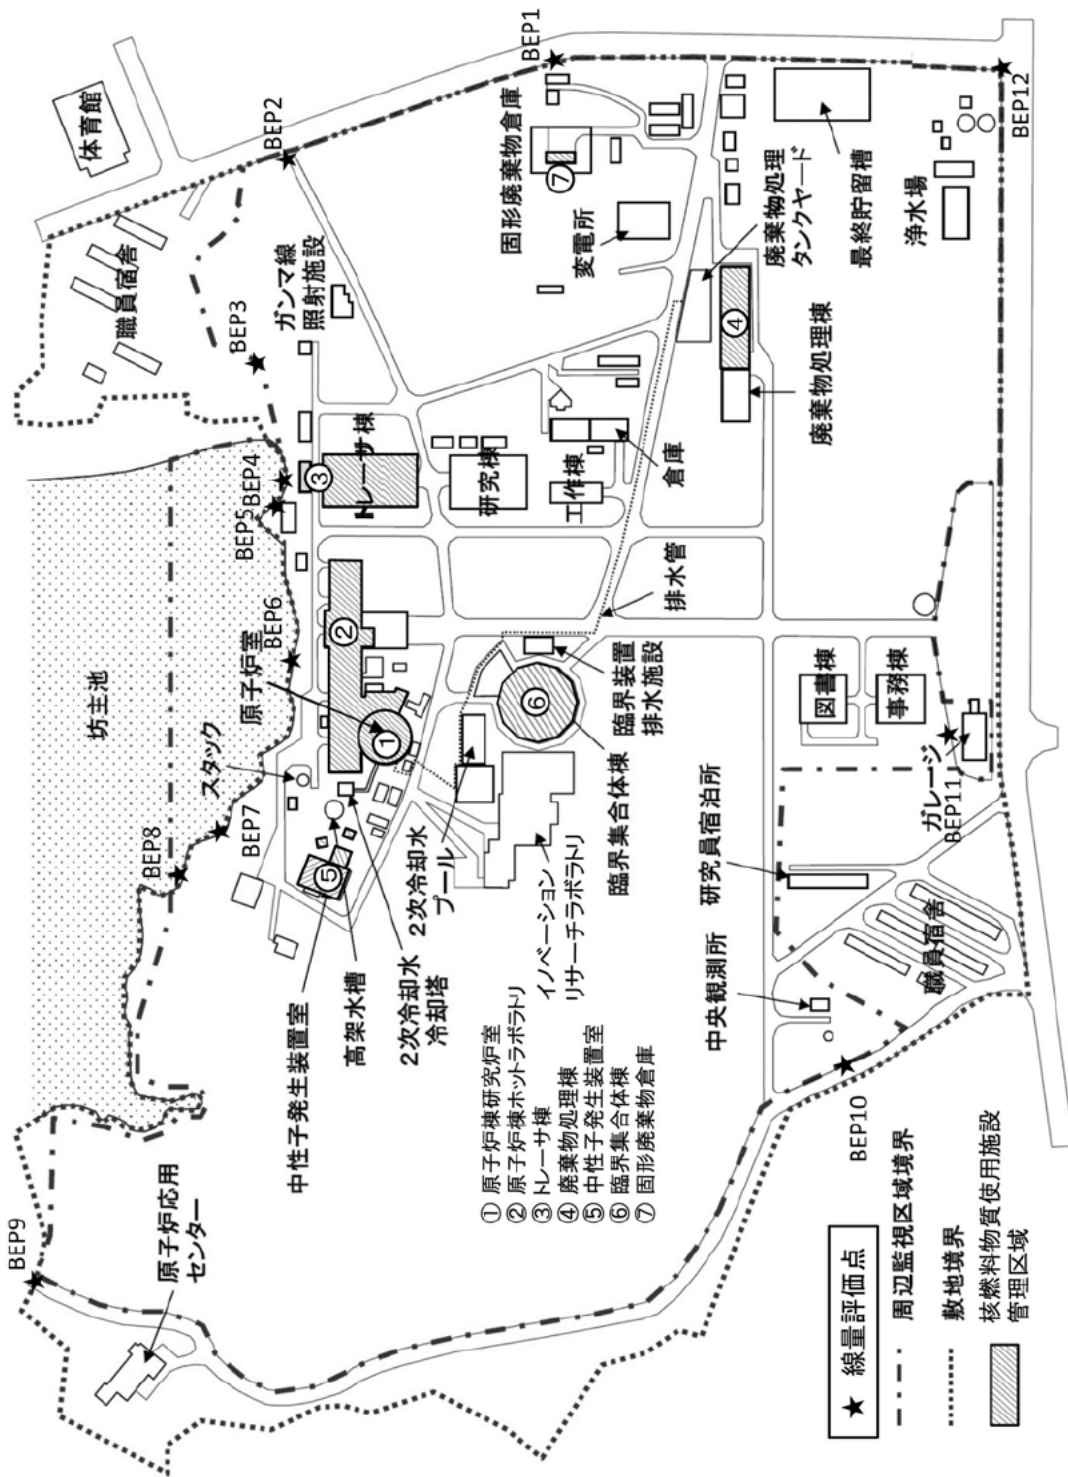 BEP9
原子炉応用
センター
中性子発生装置室
高架水槽
2次冷却水
冷却塔
2次冷却水
プール
イノベーション
リサーチラボラトリ
臨界集合体棟
臨界装置
排水施設
排水管
坊主池
BEP8
BEP7
スタック
原子炉室
BEP6
BEP5
BEP4
BEP3
BEP2
BEP1
BEP12
体育館
職員宿舎
ガンマ線
照射施設
トレーサ棟
研究棟
工作棟
倉庫
固形廃棄物倉庫
変電所
廃棄物処理
タンクヤード
最終貯留槽
浄水場
廃棄物処理棟
図書棟
事務棟
ガレージ
BEP11
研究員宿泊所
中央観測所
職員宿舎
BEP10
①
②
③
④
⑤
⑥
⑦
① 原子炉棟研究炉室
② 原子炉棟ホットラボラトリ
③ トレーサ棟
④ 廃棄物処理棟
⑤ 中性子発生装置室
⑥ 臨界集合体棟
⑦ 固形廃棄物倉庫
★ 線量評価点
周辺監視区域境界
敷地境界
核燃料物質使用施設
管理区域